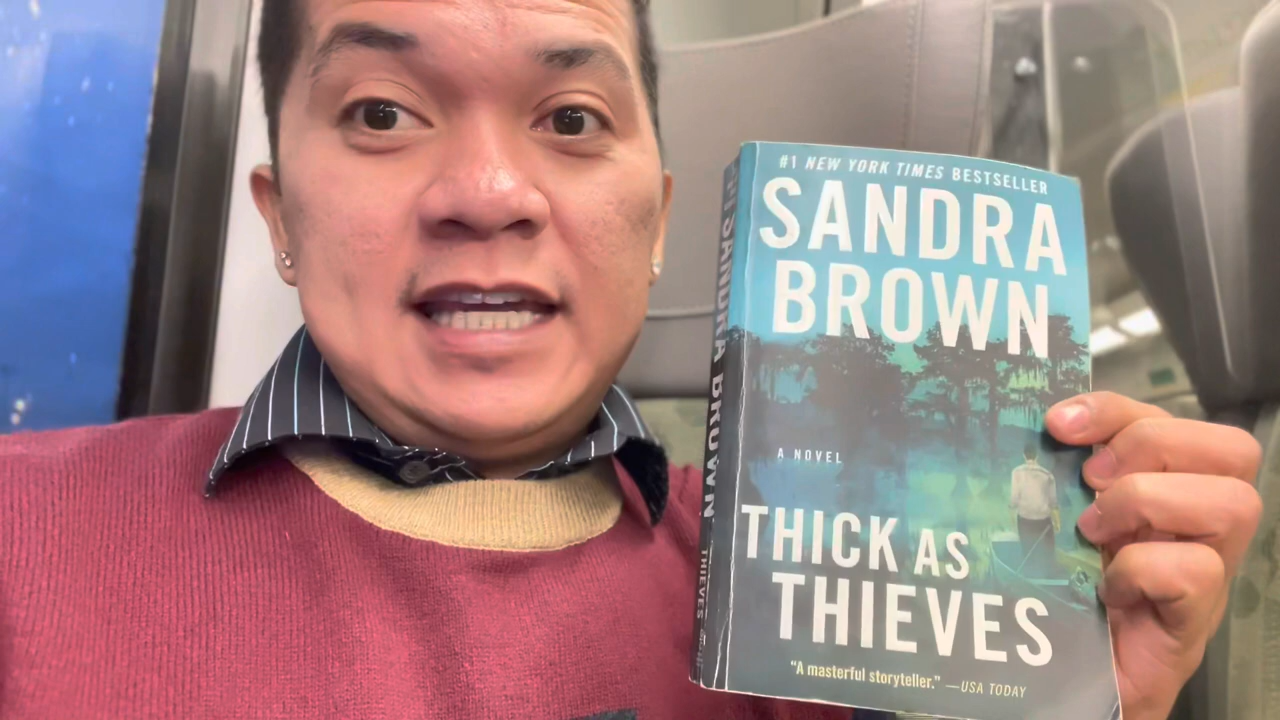 #1 NEW YORK TIMES BESTSELLER
SANDRA
BROWN
A NOVEL
THICK AS
THIEVES
"A masterful storyteller." —USA TODAY
SANDRA BROWN THIEVES